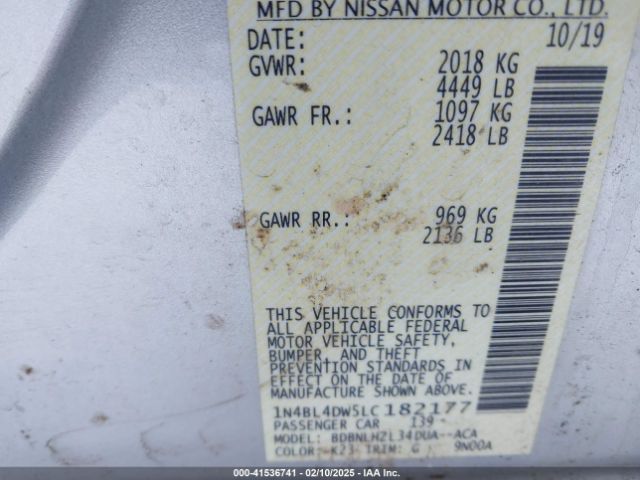 MFD BY NISSAN MOTOR CO., LTD.
DATE: 10/19
GVWR: 2018 KG
4449 LB
GAWR FR.: 1097 KG
2418 LB
GAWR RR.: 969 KG
2136 LB
THIS VEHICLE CONFORMS TO
ALL APPLICABLE FEDERAL
MOTOR VEHICLE SAFETY,
BUMPER, AND THEFT
PREVENTION STANDARDS IN
EFFECT ON THE DATE OF
MANUFACTURE SHOWN ABOVE.
1N4BL4DW5LC182177
PASSENGER CAR 139
MODEL: BDBNLHZL34DUA--ACA
COLOR: K23 TRIM: G 9N00A
000-41536741 - 02/10/2025 - IAA Inc.